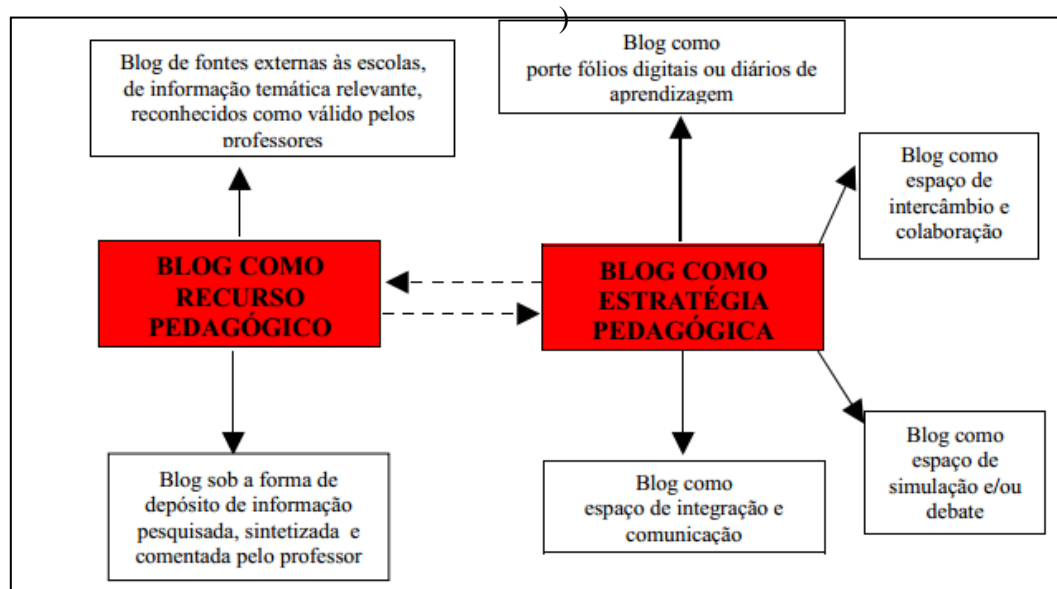 )
Blog de fontes externas às escolas,
de informação temática relevante,
reconhecidos como válido pelos
professores
Blog como
porte fólios digitais ou diários de
aprendizagem
Blog como
espaço de
intercâmbio e
colaboração
BLOG COMO
RECURSO
PEDAGÓGICO
BLOG COMO
ESTRATÉGIA
PEDAGÓGICA
Blog sob a forma de
depósito de informação
pesquisada, sintetizada e
comentada pelo professor
Blog como
espaço de integração e
comunicação
Blog como
espaço de
simulação e/ou
debate